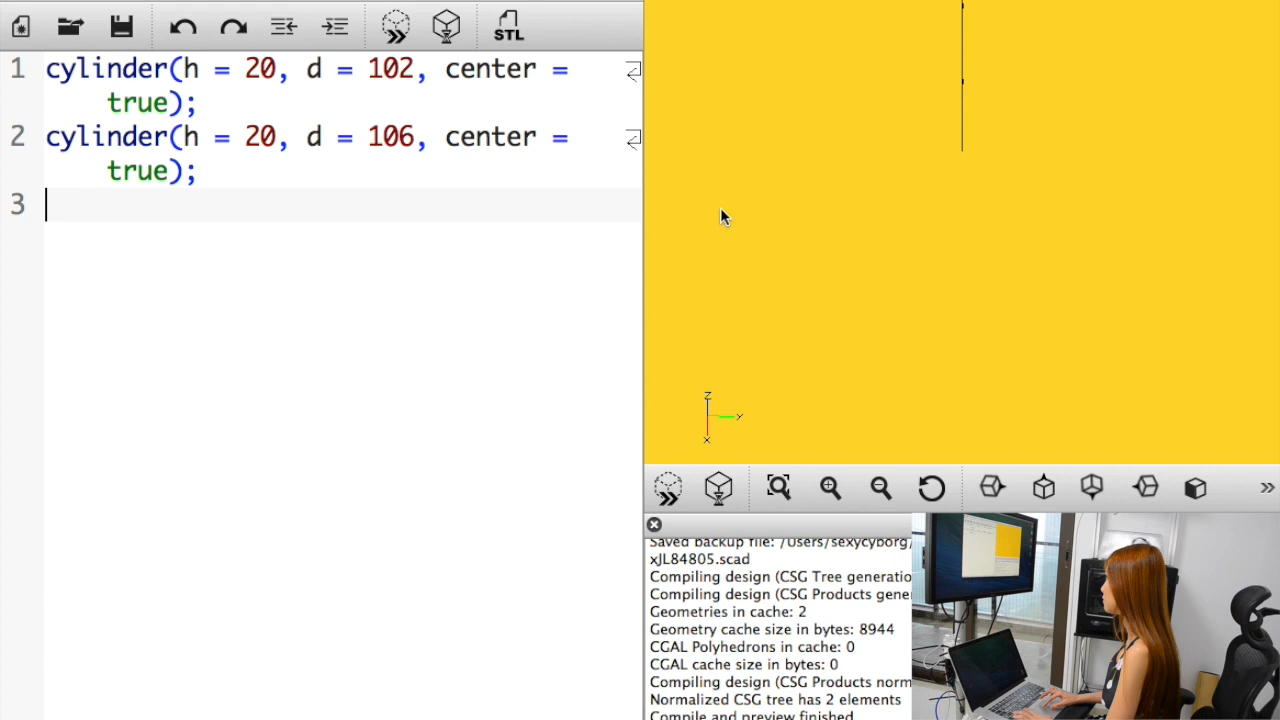 STL
1 cylinder(h = 20, d = 102, center =
true);
2 cylinder(h = 20, d = 106, center =
true);
3
Z
Y
X
Saved backup file: /Users/sexycyborg/
xJL84805.scad
Compiling design (CSG Tree generatio
Compiling design (CSG Products gene
Geometries in cache: 2
Geometry cache size in bytes: 8944
CGAL Polyhedrons in cache: 0
CGAL cache size in bytes: 0
Compiling design (CSG Products norm
Normalized CSG tree has 2 elements
Compile and preview finished